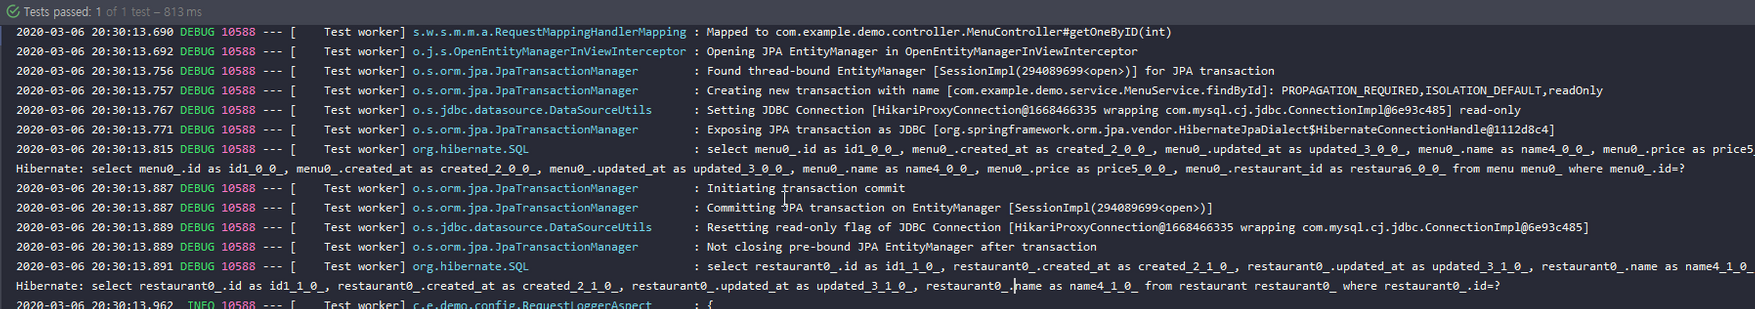 Tests passed: 1 of 1 test – 813 ms
2020-03-06 20:30:13.690 DEBUG 10588 --- [    Test worker] s.w.s.m.m.a.RequestMappingHandlerMapping : Mapped to com.example.demo.controller.MenuController#getOneByID(int)
2020-03-06 20:30:13.692 DEBUG 10588 --- [    Test worker] o.j.s.OpenEntityManagerInViewInterceptor : Opening JPA EntityManager in OpenEntityManagerInViewInterceptor
2020-03-06 20:30:13.756 DEBUG 10588 --- [    Test worker] o.s.orm.jpa.JpaTransactionManager        : Found thread-bound EntityManager [SessionImpl(294089699<open>)] for JPA transaction
2020-03-06 20:30:13.757 DEBUG 10588 --- [    Test worker] o.s.orm.jpa.JpaTransactionManager        : Creating new transaction with name [com.example.demo.service.MenuService.findById]: PROPAGATION_REQUIRED,ISOLATION_DEFAULT,readOnly
2020-03-06 20:30:13.767 DEBUG 10588 --- [    Test worker] o.s.jdbc.datasource.DataSourceUtils      : Setting JDBC Connection [HikariProxyConnection@1668466335 wrapping com.mysql.cj.jdbc.ConnectionImpl@6e93c485] read-only
2020-03-06 20:30:13.771 DEBUG 10588 --- [    Test worker] o.s.orm.jpa.JpaTransactionManager        : Exposing JPA transaction as JDBC [org.springframework.orm.jpa.vendor.HibernateJpaDialect$HibernateConnectionHandle@1112d8c4]
2020-03-06 20:30:13.815 DEBUG 10588 --- [    Test worker] org.hibernate.SQL                        : select menu0_.id as id1_0_0_, menu0_.created_at as created_2_0_0_, menu0_.updated_at as updated_3_0_0_, menu0_.name as name4_0_0_, menu0_.price as price5
Hibernate: select menu0_.id as id1_0_0_, menu0_.created_at as created_2_0_0_, menu0_.updated_at as updated_3_0_0_, menu0_.name as name4_0_0_, menu0_.price as price5_0_0_, menu0_.restaurant_id as restaura6_0_0_ from menu menu0_ where menu0_.id=?
2020-03-06 20:30:13.887 DEBUG 10588 --- [    Test worker] o.s.orm.jpa.JpaTransactionManager        : Initiating transaction commit
2020-03-06 20:30:13.887 DEBUG 10588 --- [    Test worker] o.s.orm.jpa.JpaTransactionManager        : Committing JPA transaction on EntityManager [SessionImpl(294089699<open>)]
2020-03-06 20:30:13.889 DEBUG 10588 --- [    Test worker] o.s.jdbc.datasource.DataSourceUtils      : Resetting read-only flag of JDBC Connection [HikariProxyConnection@1668466335 wrapping com.mysql.cj.jdbc.ConnectionImpl@6e93c485]
2020-03-06 20:30:13.889 DEBUG 10588 --- [    Test worker] o.s.orm.jpa.JpaTransactionManager        : Not closing pre-bound JPA EntityManager after transaction
2020-03-06 20:30:13.891 DEBUG 10588 --- [    Test worker] org.hibernate.SQL                        : select restaurant0_.id as id1_1_0_, restaurant0_.created_at as created_2_1_0_, restaurant0_.updated_at as updated_3_1_0_, restaurant0_.name as name4_1_0_
Hibernate: select restaurant0_.id as id1_1_0_, restaurant0_.created_at as created_2_1_0_, restaurant0_.updated_at as updated_3_1_0_, restaurant0_.name as name4_1_0_ from restaurant restaurant0_ where restaurant0_.id=?
2020-03-06 20:30:13.962  INFO 10588 --- [    Test worker] c.e.demo.config.RequestLoggerAspect      : {